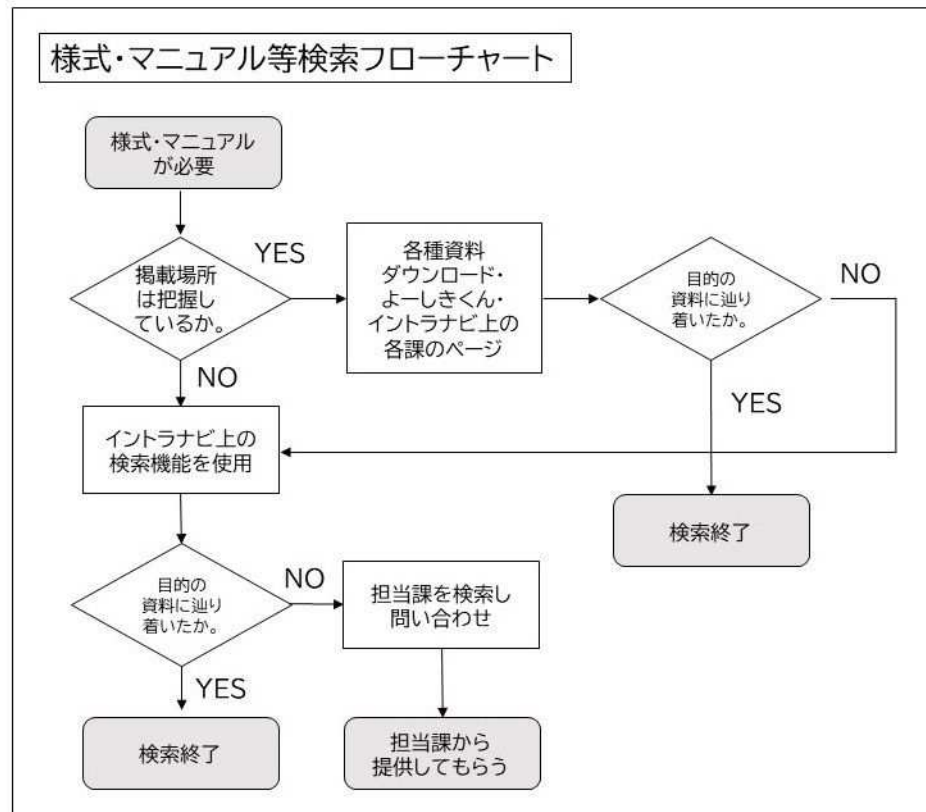 様式・マニュアル等検索フローチャート
様式・マニュアル
が必要
掲載場所
は把握し
ているか。
YES
各種資料
ダウンロード・
よーしきくん・
イントラナビ上の
各課のページ
目的の
資料に辿り
着いたか。
NO
NO
YES
イントラナビ上の
検索機能を使用
検索終了
目的の
資料に辿り
着いたか。
NO
担当課を検索し
問い合わせ
YES
検索終了
担当課から
提供してもらう